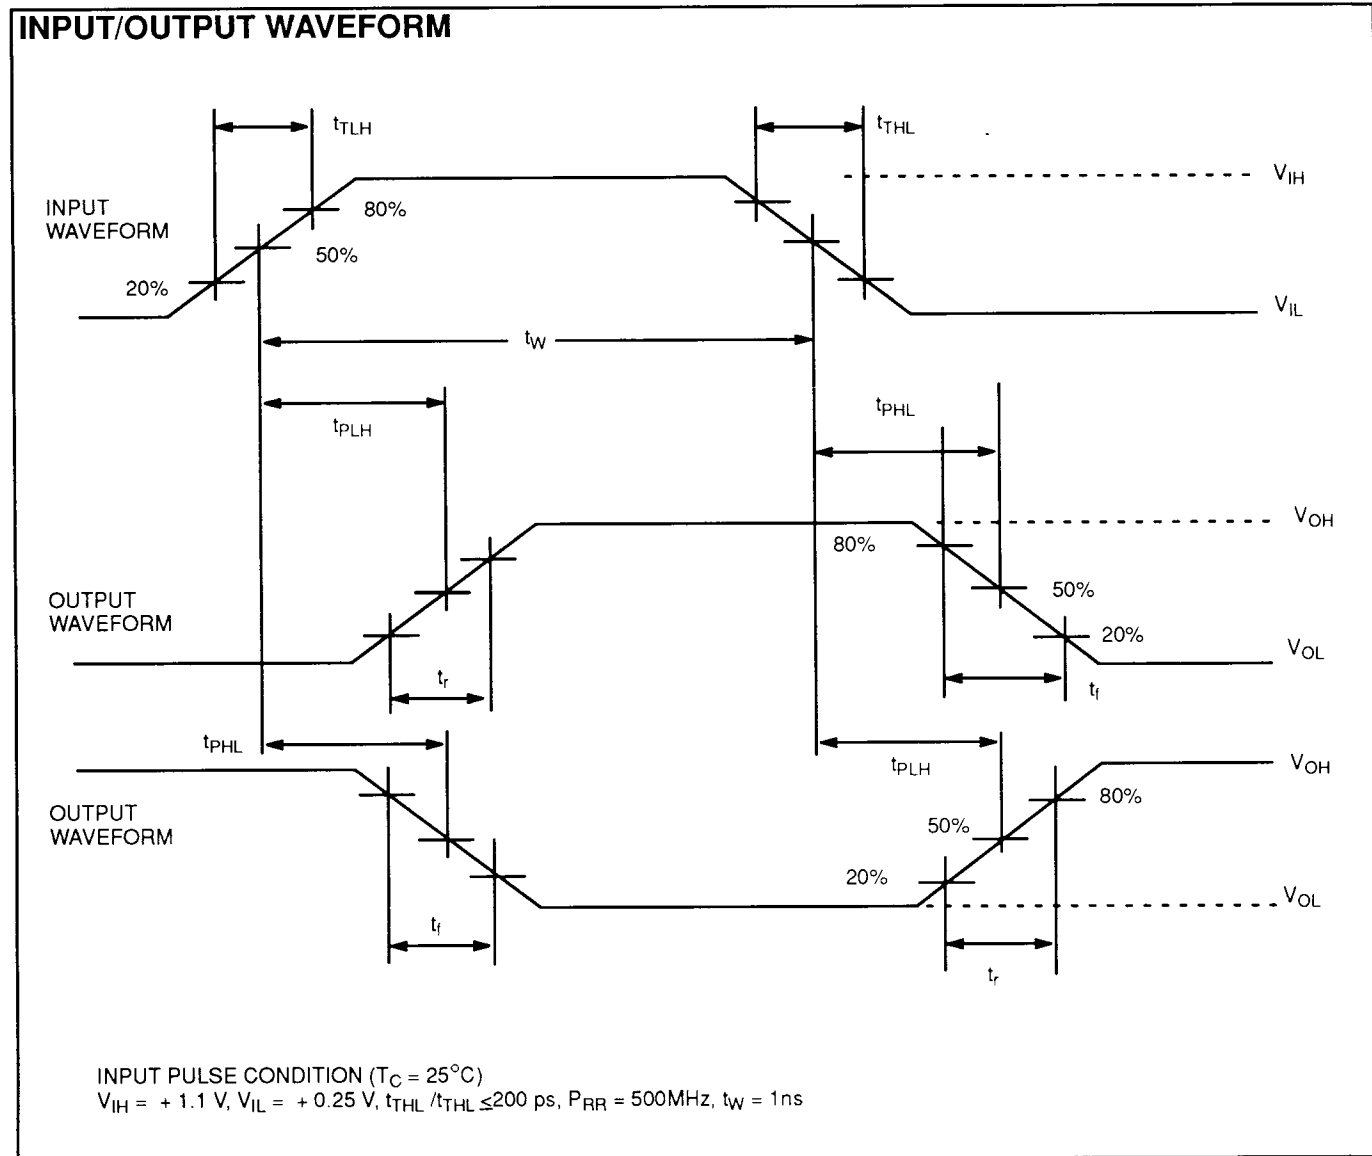 INPUT/OUTPUT WAVEFORM
tTLH
tTHL
VIH
INPUT
WAVEFORM
80%
50%
20%
VIL
tW
tPLH
tPHL
VOH
80%
OUTPUT
WAVEFORM
50%
20%
VOL
tr
tf
tPHL
tPLH
VOH
OUTPUT
WAVEFORM
80%
50%
20%
VOL
tf
tr
INPUT PULSE CONDITION (TC = 25°C)
VIH = + 1.1 V, VIL = + 0.25 V, tTHL /tTHL ≤200 ps, PRR = 500MHz, tW = 1ns